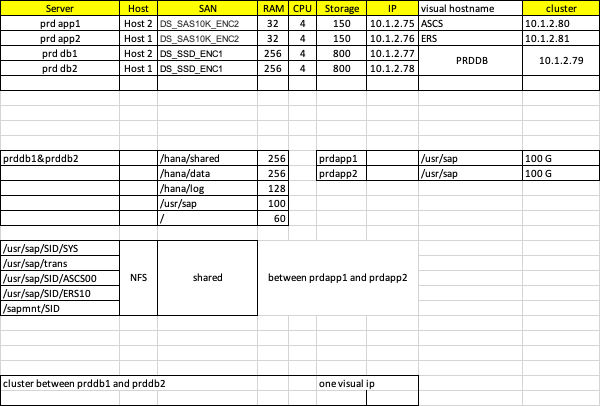 Server Host SAN RAM CPU Storage IP visual hostname cluster
prd app1 Host 2 DS_SAS10K_ENC2 32 4 150 10.1.2.75 ASCS 10.1.2.80
prd app2 Host 1 DS_SAS10K_ENC2 32 4 150 10.1.2.76 ERS 10.1.2.81
prd db1 Host 2 DS_SSD_ENC1 256 4 800 10.1.2.77 PRDDB 10.1.2.79
prd db2 Host 1 DS_SSD_ENC1 256 4 800 10.1.2.78
prddb1&prddb2 /hana/shared 256 prdapp1 /usr/sap 100 G
/hana/data 256 prdapp2 /usr/sap 100 G
/hana/log 128
/usr/sap 100
/ 60
/usr/sap/SID/SYS
/usr/sap/trans
/usr/sap/SID/ASCS00 NFS shared between prdapp1 and prdapp2
/usr/sap/SID/ERS10
/sapmnt/SID
cluster between prddb1 and prddb2 one visual ip